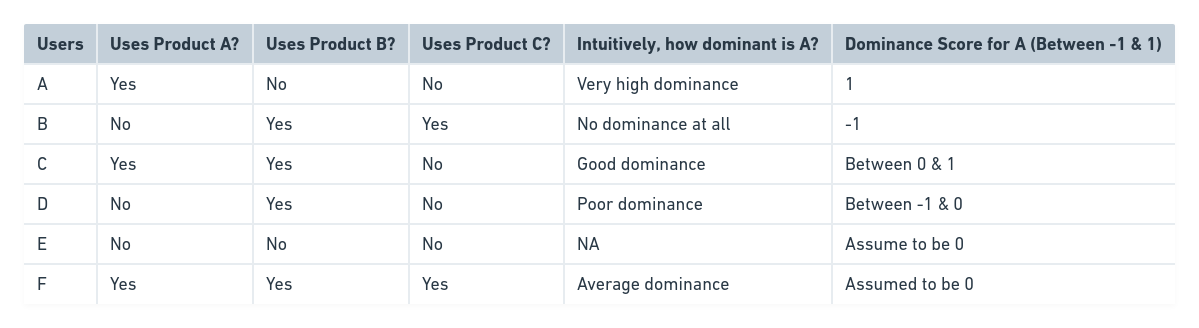 Users Uses Product A? Uses Product B? Uses Product C? Intuitively, how dominant is A? Dominance Score for A (Between -1 & 1)
A Yes No No Very high dominance 1
B No Yes Yes No dominance at all -1
C Yes Yes No Good dominance Between 0 & 1
D No Yes No Poor dominance Between -1 & 0
E No No No NA Assume to be 0
F Yes Yes Yes Average dominance Assumed to be 0